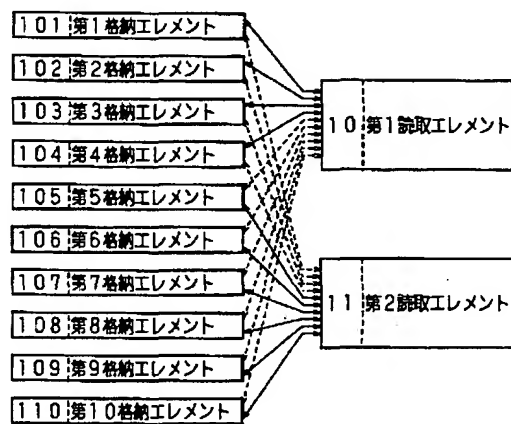 101 第1格納エレメント
102 第2格納エレメント
103 第3格納エレメント
104 第4格納エレメント
105 第5格納エレメント
106 第6格納エレメント
107 第7格納エレメント
108 第8格納エレメント
109 第9格納エレメント
110 第10格納エレメント
10 第1読取エレメント
11 第2読取エレメント